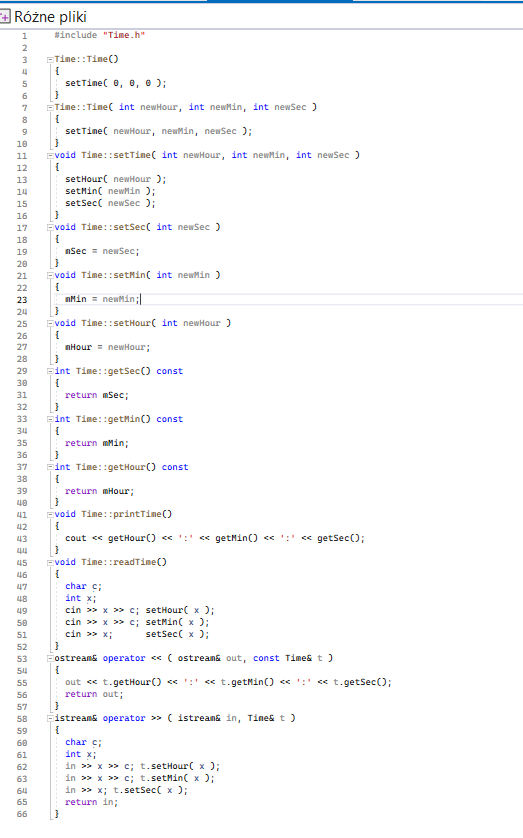 Różne pliki
1 #include "Time.h"
2
3 Time::Time()
4 {
5 setTime( 0, 0, 0 );
6 }
7 Time::Time( int newHour, int newMin, int newSec )
8 {
9 setTime( newHour, newMin, newSec );
10 }
11 void Time::setTime( int newHour, int newMin, int newSec )
12 {
13 setHour( newHour );
14 setMin( newMin );
15 setSec( newSec );
16 }
17 void Time::setSec( int newSec )
18 {
19 mSec = newSec;
20 }
21 void Time::setMin( int newMin )
22 {
23 mMin = newMin;
24 }
25 void Time::setHour( int newHour )
26 {
27 mHour = newHour;
28 }
29 int Time::getSec() const
30 {
31 return mSec;
32 }
33 int Time::getMin() const
34 {
35 return mMin;
36 }
37 int Time::getHour() const
38 {
39 return mHour;
40 }
41 void Time::printTime()
42 {
43 cout << getHour() << ':' << getMin() << ':' << getSec();
44 }
45 void Time::readTime()
46 {
47 char c;
48 int x;
49 cin >> x >> c; setHour( x );
50 cin >> x >> c; setMin( x );
51 cin >> x; setSec( x );
52 }
53 ostream& operator << ( ostream& out, const Time& t )
54 {
55 out << t.getHour() << ':' << t.getMin() << ':' << t.getSec();
56 return out;
57 }
58 istream& operator >> ( istream& in, Time& t )
59 {
60 char c;
61 int x;
62 in >> x >> c; t.setHour( x );
63 in >> x >> c; t.setMin( x );
64 in >> x; t.setSec( x );
65 return in;
66 }